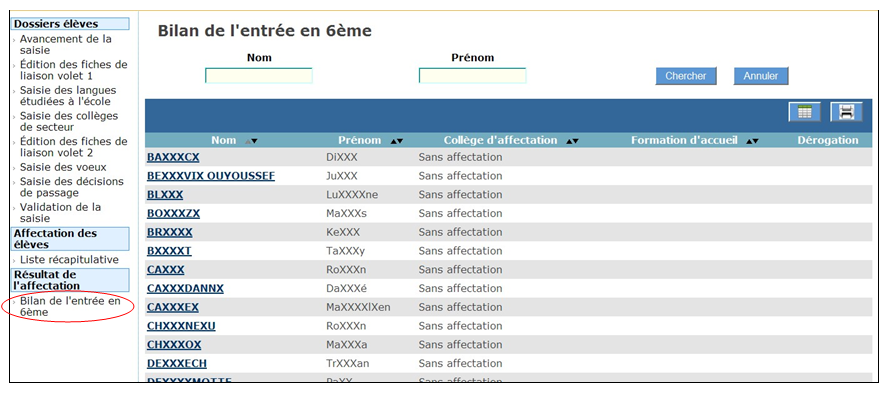 Dossiers élèves
Avancement de la
saisie
Édition des fiches de
liaison volet 1
Saisie des langues
étudiées à l'école
Saisie des collèges
de secteur
Édition des fiches de
liaison volet 2
Saisie des voeux
Saisie des décisions
de passage
Validation de la
saisie
Affectation des
élèves
Liste récapitulative
Résultat de
l'affectation
Bilan de l'entrée en
6ème
Bilan de l'entrée en 6ème
Nom Prénom
Chercher Annuler
Nom Prénom Collège d'affectation Formation d'accueil Dérogation
BAXXXCX DiXXX Sans affectation
BEXXXVIX OUYOUSSEF JuXXX Sans affectation
BLXXX LuXXXXne Sans affectation
BOXXXZX MaXXXs Sans affectation
BRXXXX KeXXX Sans affectation
BXXXXT TaXXXy Sans affectation
CAXXX RoXXXn Sans affectation
CAXXXDANNX DaXXXé Sans affectation
CAXXXEX MaXXXXlXen Sans affectation
CHXXXNEXU RoXXXn Sans affectation
CHXXXOX MaXXXa Sans affectation
DEXXXECH TrXXXan Sans affectation
DEXXXXMOTTE PaXX Sans affectation